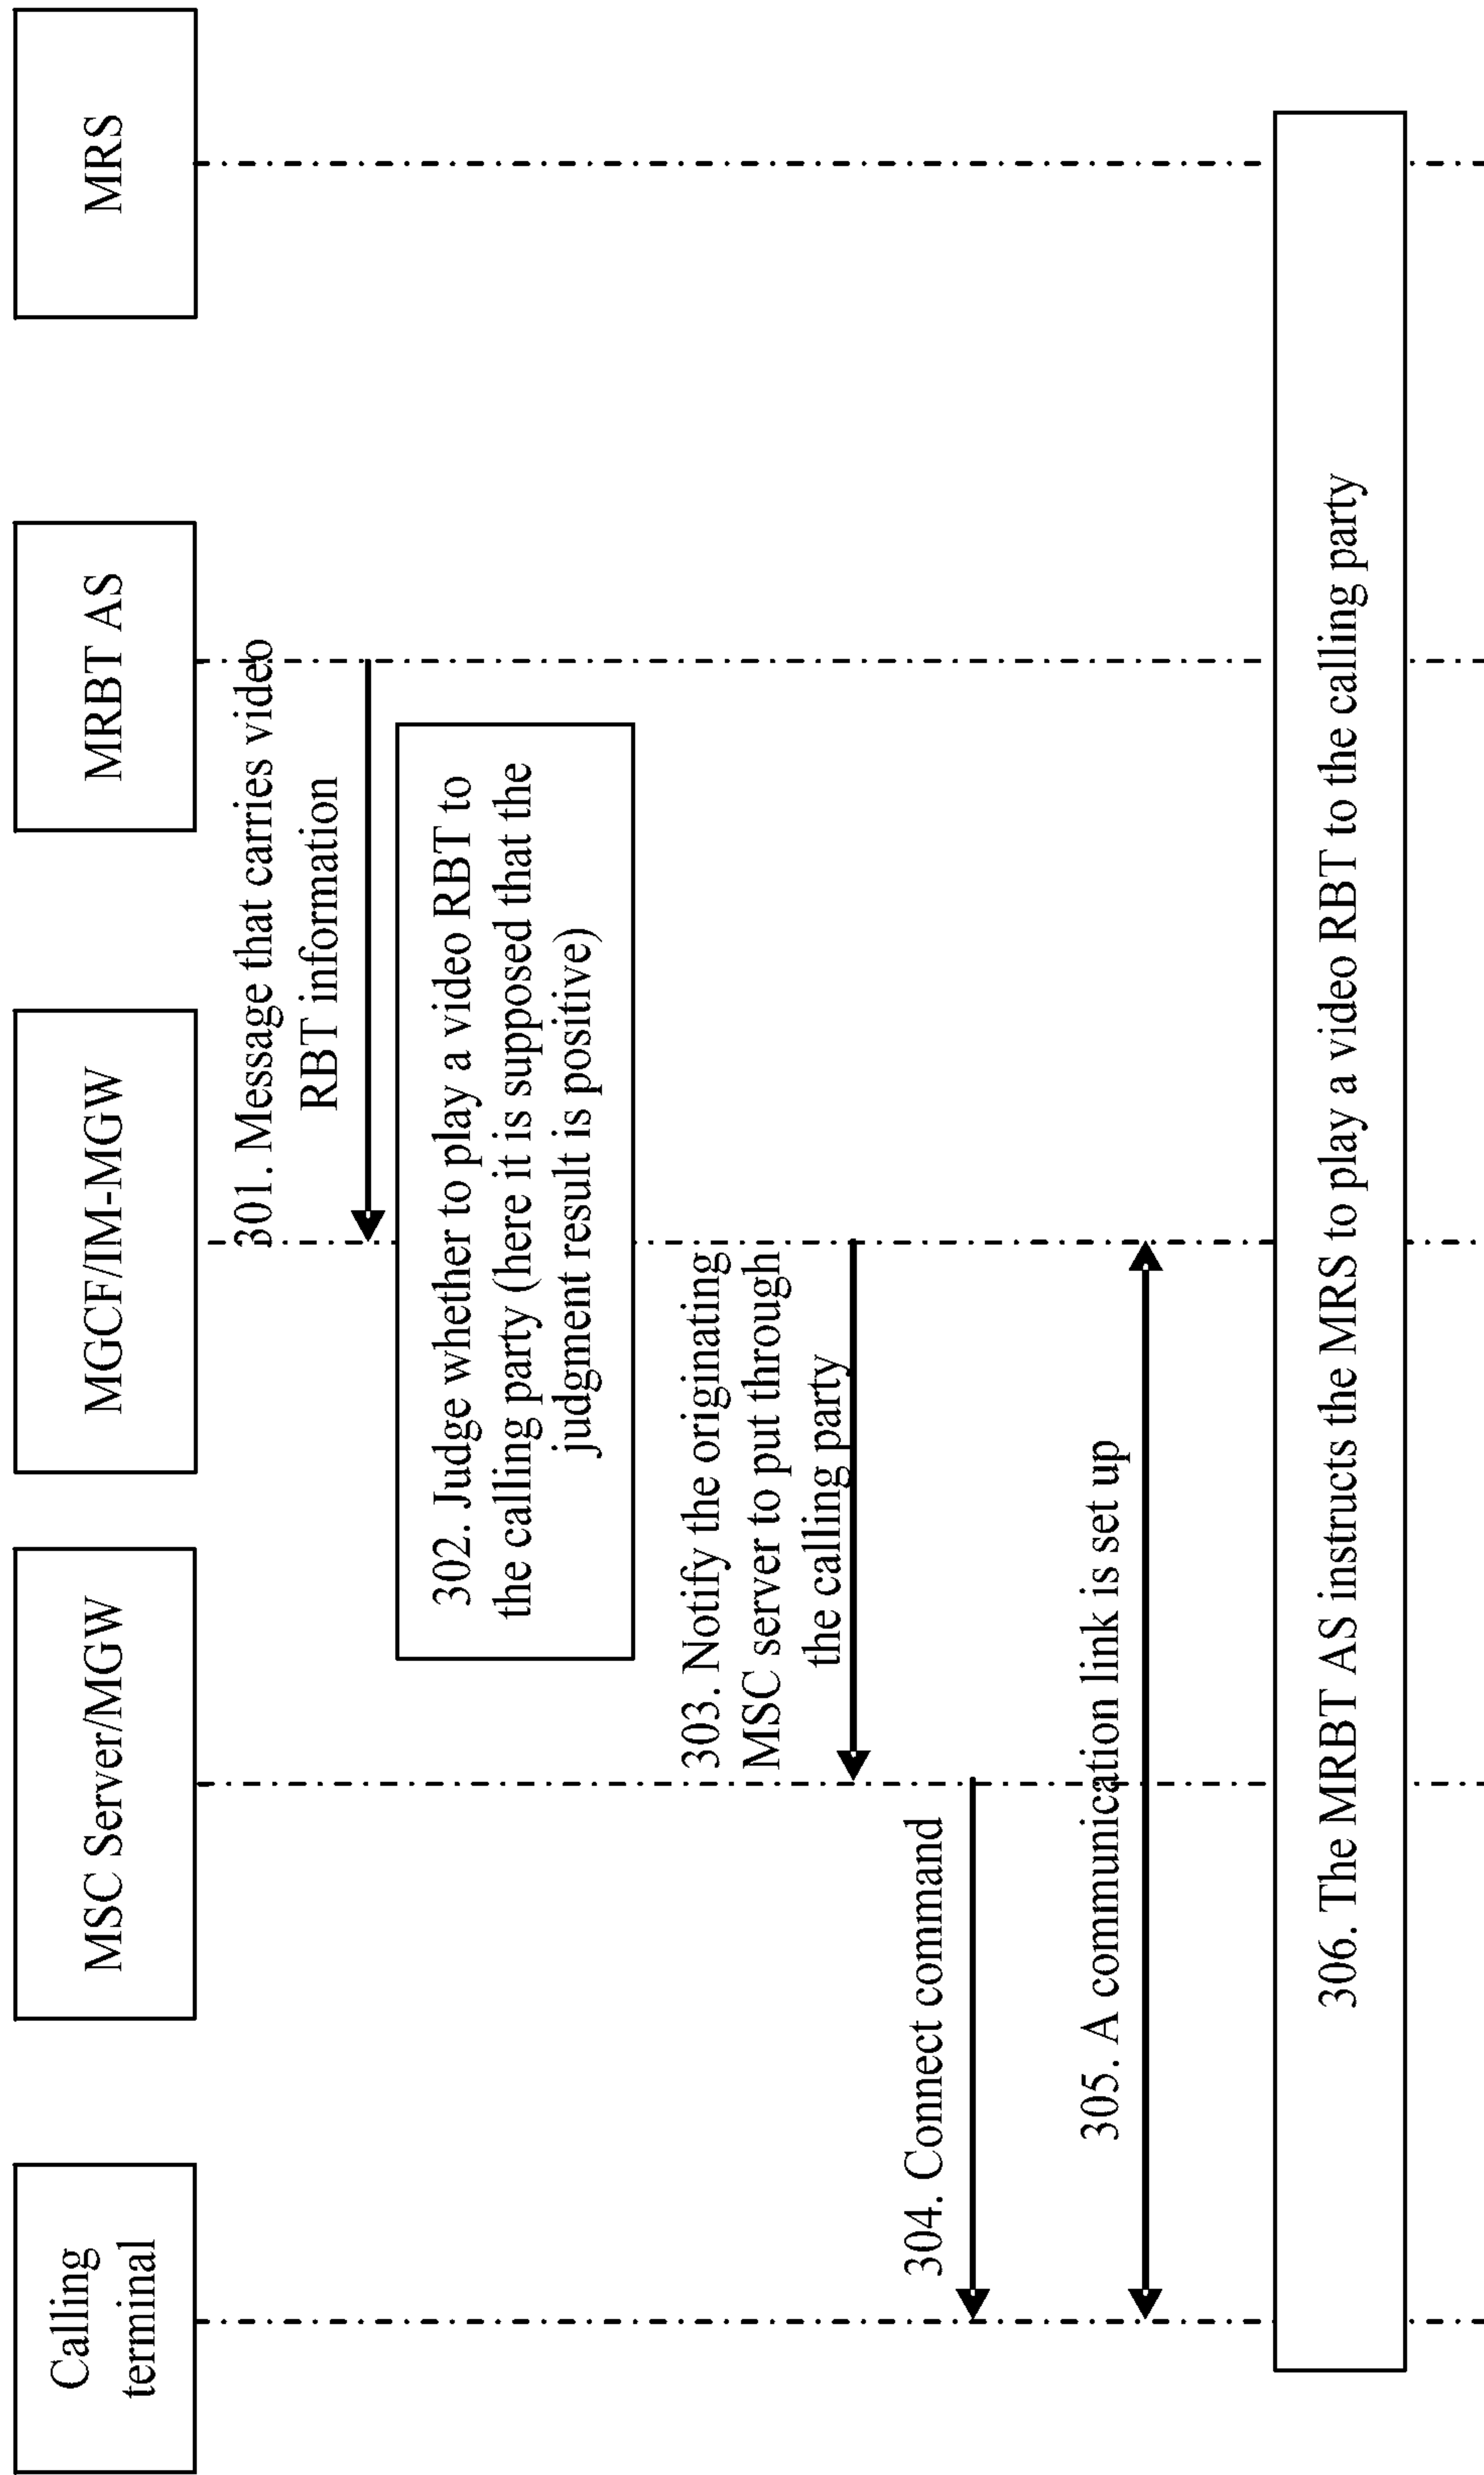 Calling
terminal
MSC Server/MGW
MGCF/IM-MGW
MRBT AS
MRS
301. Message that carries video
RBT information
302. Judge whether to play a video RBT to
the calling party (here it is supposed that the
judgment result is positive)
303. Notify the originating
MSC server to put through
the calling party
304. Connect command
305. A communication link is set up
306. The MRBT AS instructs the MRS to play a video RBT to the calling party